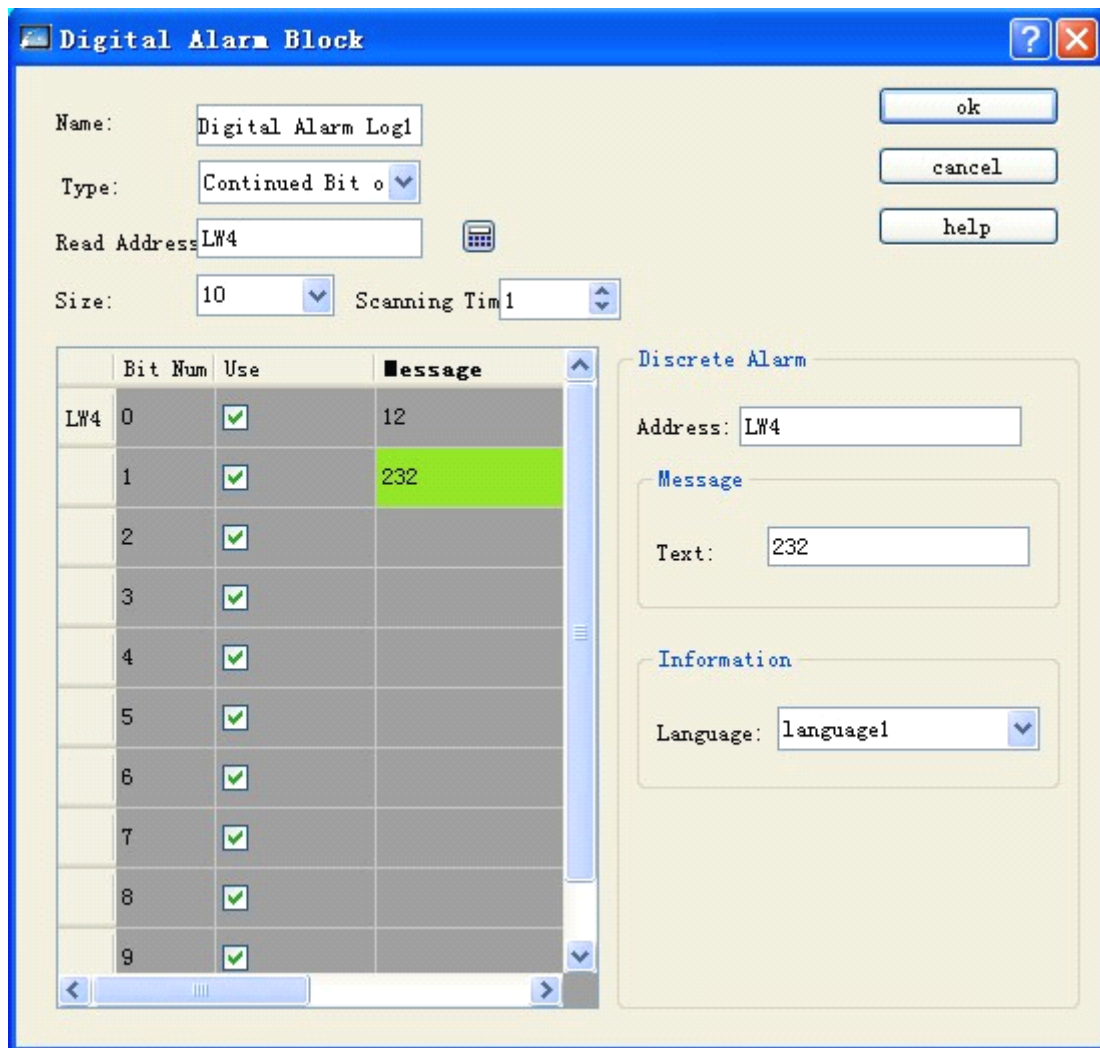 Digital Alarm Block
Name: Digital Alarm Log1
ok
Type: Continued Bit o
cancel
Read Address LW4
help
Size: 10 Scanning Tim 1
Bit Num Use Message
LW4 0 12
1 232
2
3
4
5
6
7
8
9
Discrete Alarm
Address: LW4
Message
Text: 232
Information
Language: language1